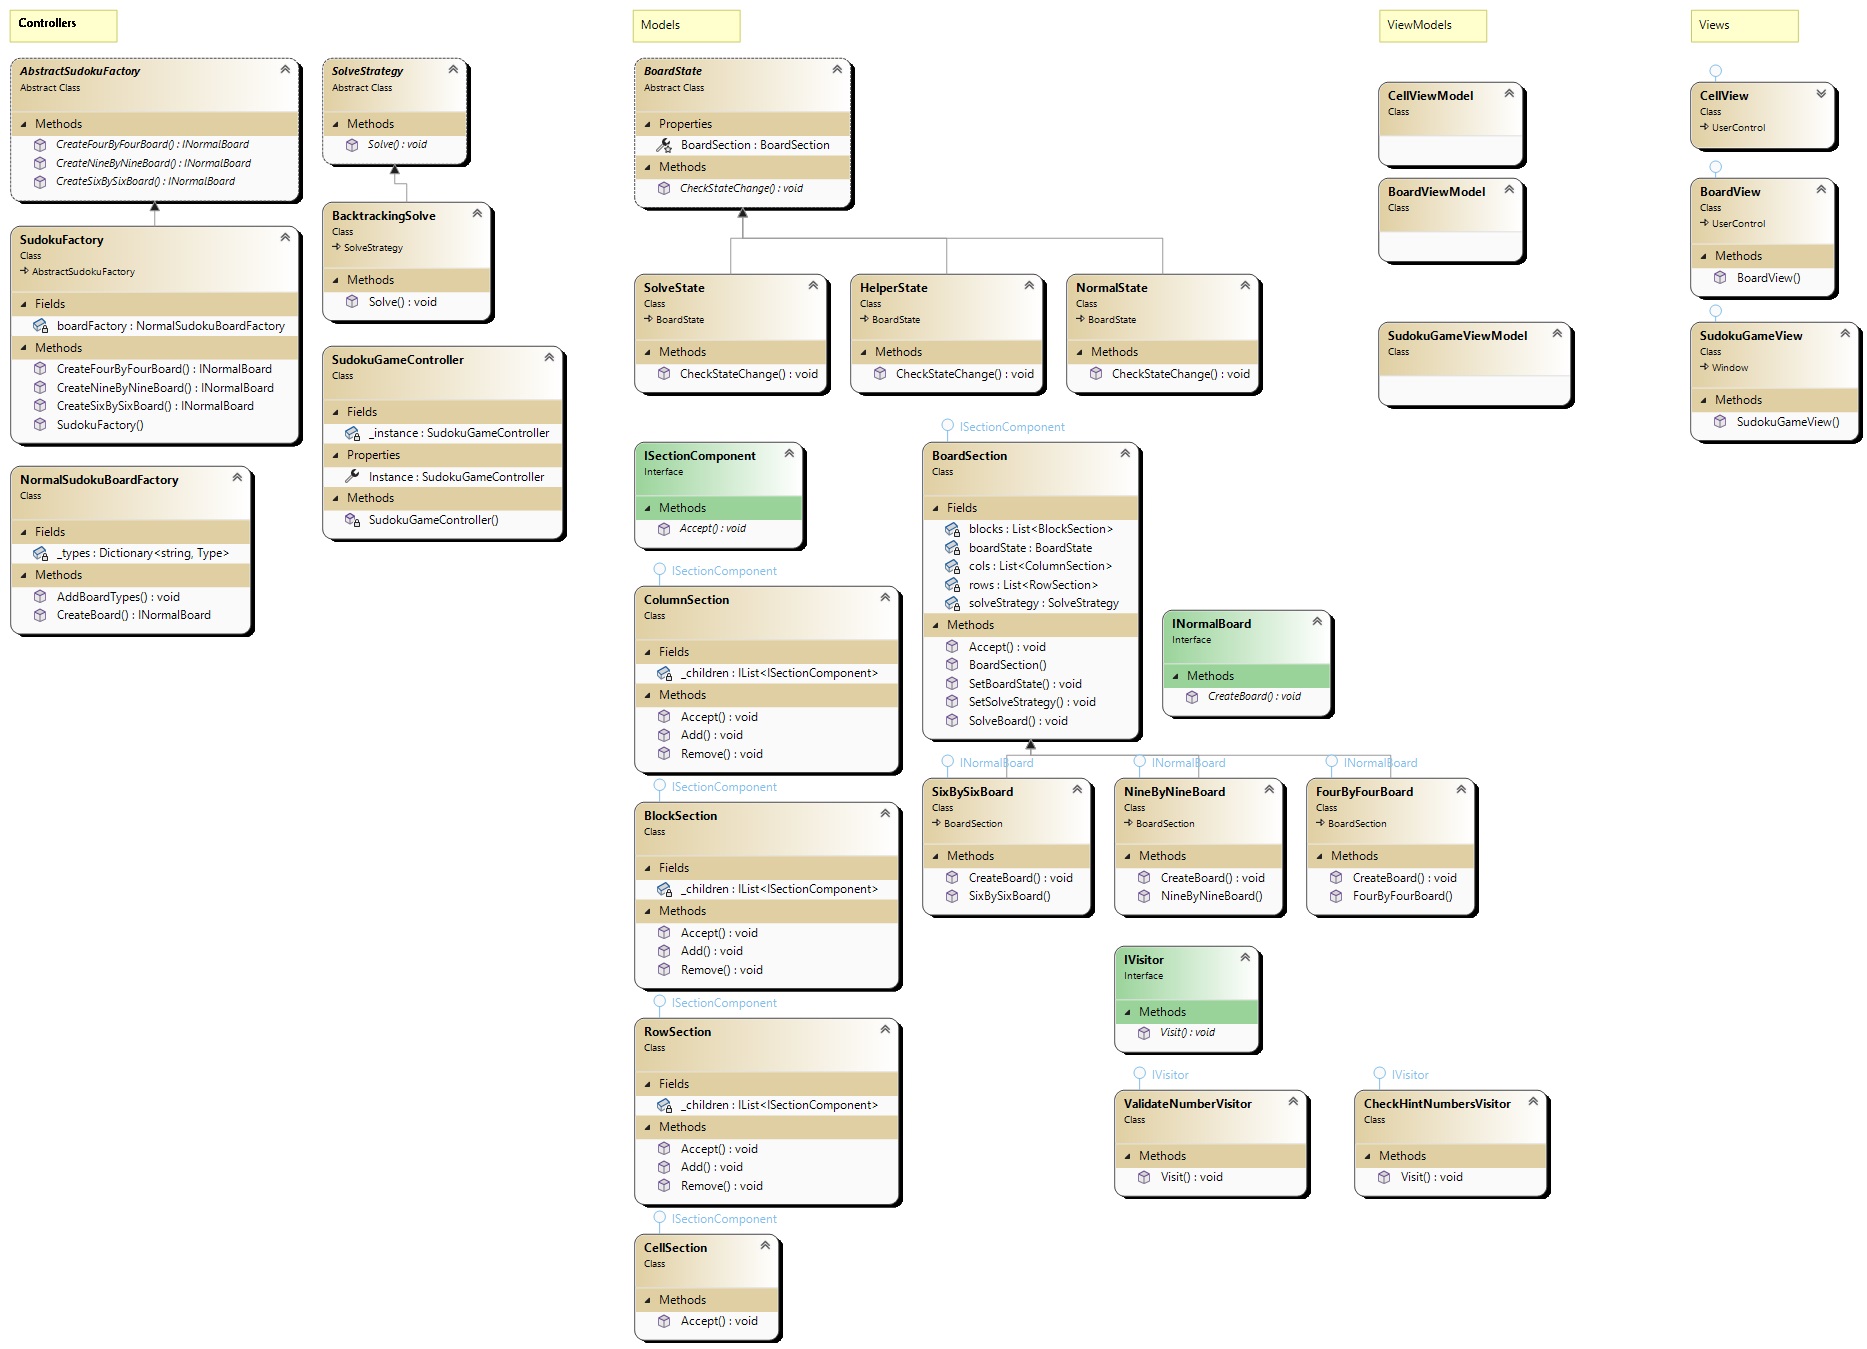 Controllers
AbstractSudokuFactory
Abstract Class
Methods
CreateFourByFourBoard() : INormalBoard
CreateNineByNineBoard() : INormalBoard
CreateSixBySixBoard() : INormalBoard
SudokuFactory
Class
AbstractSudokuFactory
Fields
boardFactory : NormalSudokuBoardFactory
Methods
CreateFourByFourBoard() : INormalBoard
CreateNineByNineBoard() : INormalBoard
CreateSixBySixBoard() : INormalBoard
SudokuFactory()
NormalSudokuBoardFactory
Class
Fields
_types : Dictionary<string, Type>
Methods
AddBoardTypes() : void
CreateBoard() : INormalBoard
SolveStrategy
Abstract Class
Methods
Solve() : void
BacktrackingSolve
Class
SolveStrategy
Methods
Solve() : void
SudokuGameController
Class
Fields
_instance : SudokuGameController
Properties
Instance : SudokuGameController
Methods
SudokuGameController()
Models
BoardState
Abstract Class
Properties
BoardSection : BoardSection
Methods
CheckStateChange() : void
SolveState
Class
BoardState
Methods
CheckStateChange() : void
HelperState
Class
BoardState
Methods
CheckStateChange() : void
NormalState
Class
BoardState
Methods
CheckStateChange() : void
ISectionComponent
Interface
Methods
Accept() : void
ISectionComponent
ColumnSection
Class
Fields
_children : IList<ISectionComponent>
Methods
Accept() : void
Add() : void
Remove() : void
ISectionComponent
BlockSection
Class
Fields
_children : IList<ISectionComponent>
Methods
Accept() : void
Add() : void
Remove() : void
ISectionComponent
RowSection
Class
Fields
_children : IList<ISectionComponent>
Methods
Accept() : void
Add() : void
Remove() : void
ISectionComponent
CellSection
Class
Methods
Accept() : void
ISectionComponent
BoardSection
Class
Fields
blocks : List<BlockSection>
boardState : BoardState
cols : List<ColumnSection>
rows : List<RowSection>
solveStrategy : SolveStrategy
Methods
Accept() : void
BoardSection()
SetBoardState() : void
SetSolveStrategy() : void
SolveBoard() : void
INormalBoard
Interface
Methods
CreateBoard() : void
INormalBoard
SixBySixBoard
Class
BoardSection
Methods
CreateBoard() : void
SixBySixBoard()
INormalBoard
NineByNineBoard
Class
BoardSection
Methods
CreateBoard() : void
NineByNineBoard()
INormalBoard
FourByFourBoard
Class
BoardSection
Methods
CreateBoard() : void
FourByFourBoard()
IVisitor
Interface
Methods
Visit() : void
IVisitor
ValidateNumberVisitor
Class
Methods
Visit() : void
IVisitor
CheckHintNumbersVisitor
Class
Methods
Visit() : void
ViewModels
CellViewModel
Class
BoardViewModel
Class
SudokuGameViewModel
Class
Views
CellView
Class
UserControl
BoardView
Class
UserControl
Methods
BoardView()
SudokuGameView
Class
Window
Methods
SudokuGameView()